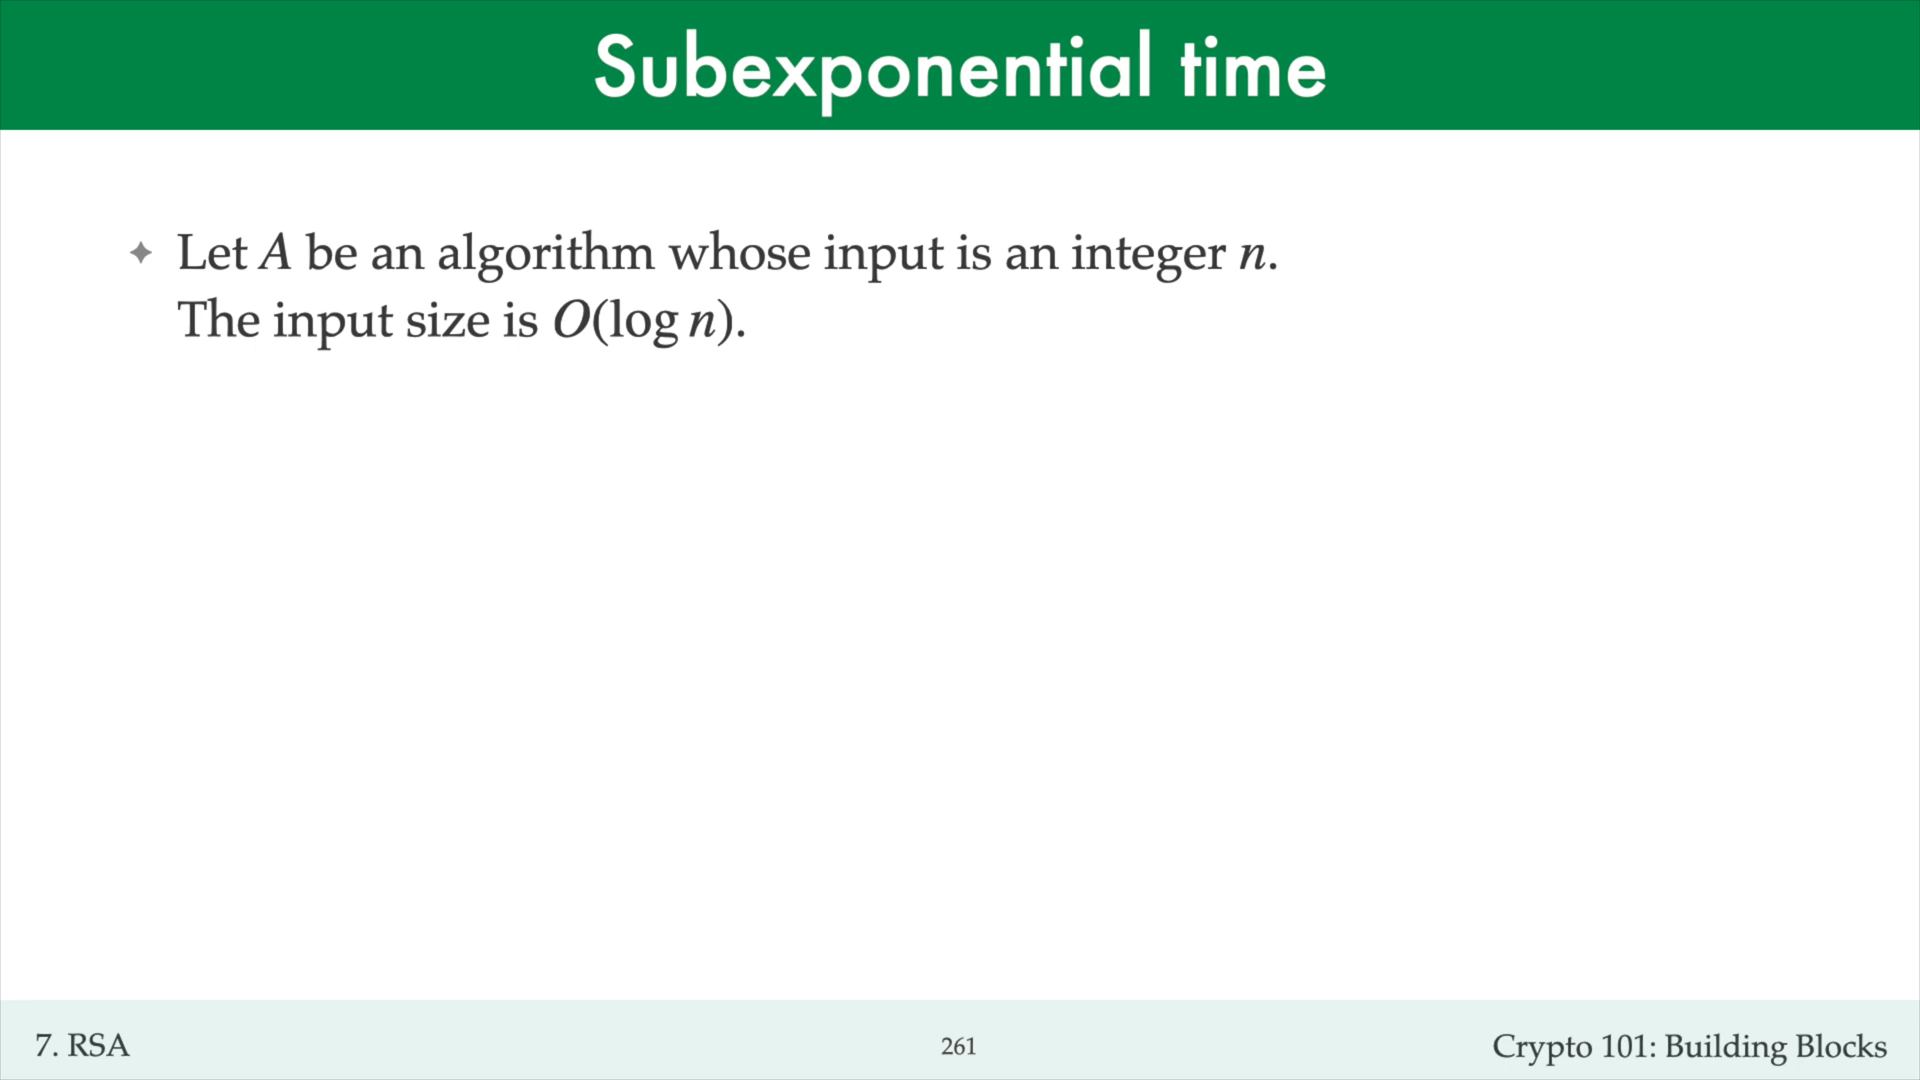 Subexponential time
Let A be an algorithm whose input is an integer n.
The input size is O(log n).
7. RSA
261
Crypto 101: Building Blocks